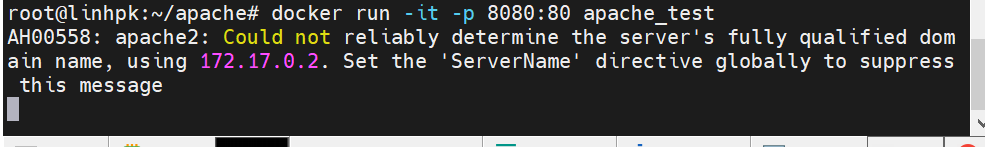 root@linhpk:~/apache# docker run -it -p 8080:80 apache_test
AH00558: apache2: Could not reliably determine the server's fully qualified dom
ain name, using 172.17.0.2. Set the 'ServerName' directive globally to suppress
 this message